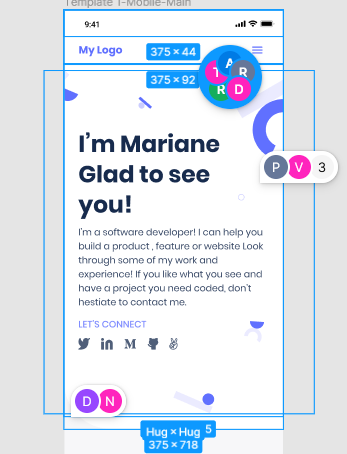 Template 1-Mobile-Main
9:41
My Logo
375 × 44
375 × 92
A
R
R
D
P
V
3
I'm Mariane
Glad to see
you!
I'm a software developer! I can help you
build a product , feature or website Look
through some of my work and
experience! If you like what you see and
have a project you need coded, don't
hestiate to contact me.
LET'S CONNECT
D
N
Hug × Hug
5
375 × 718